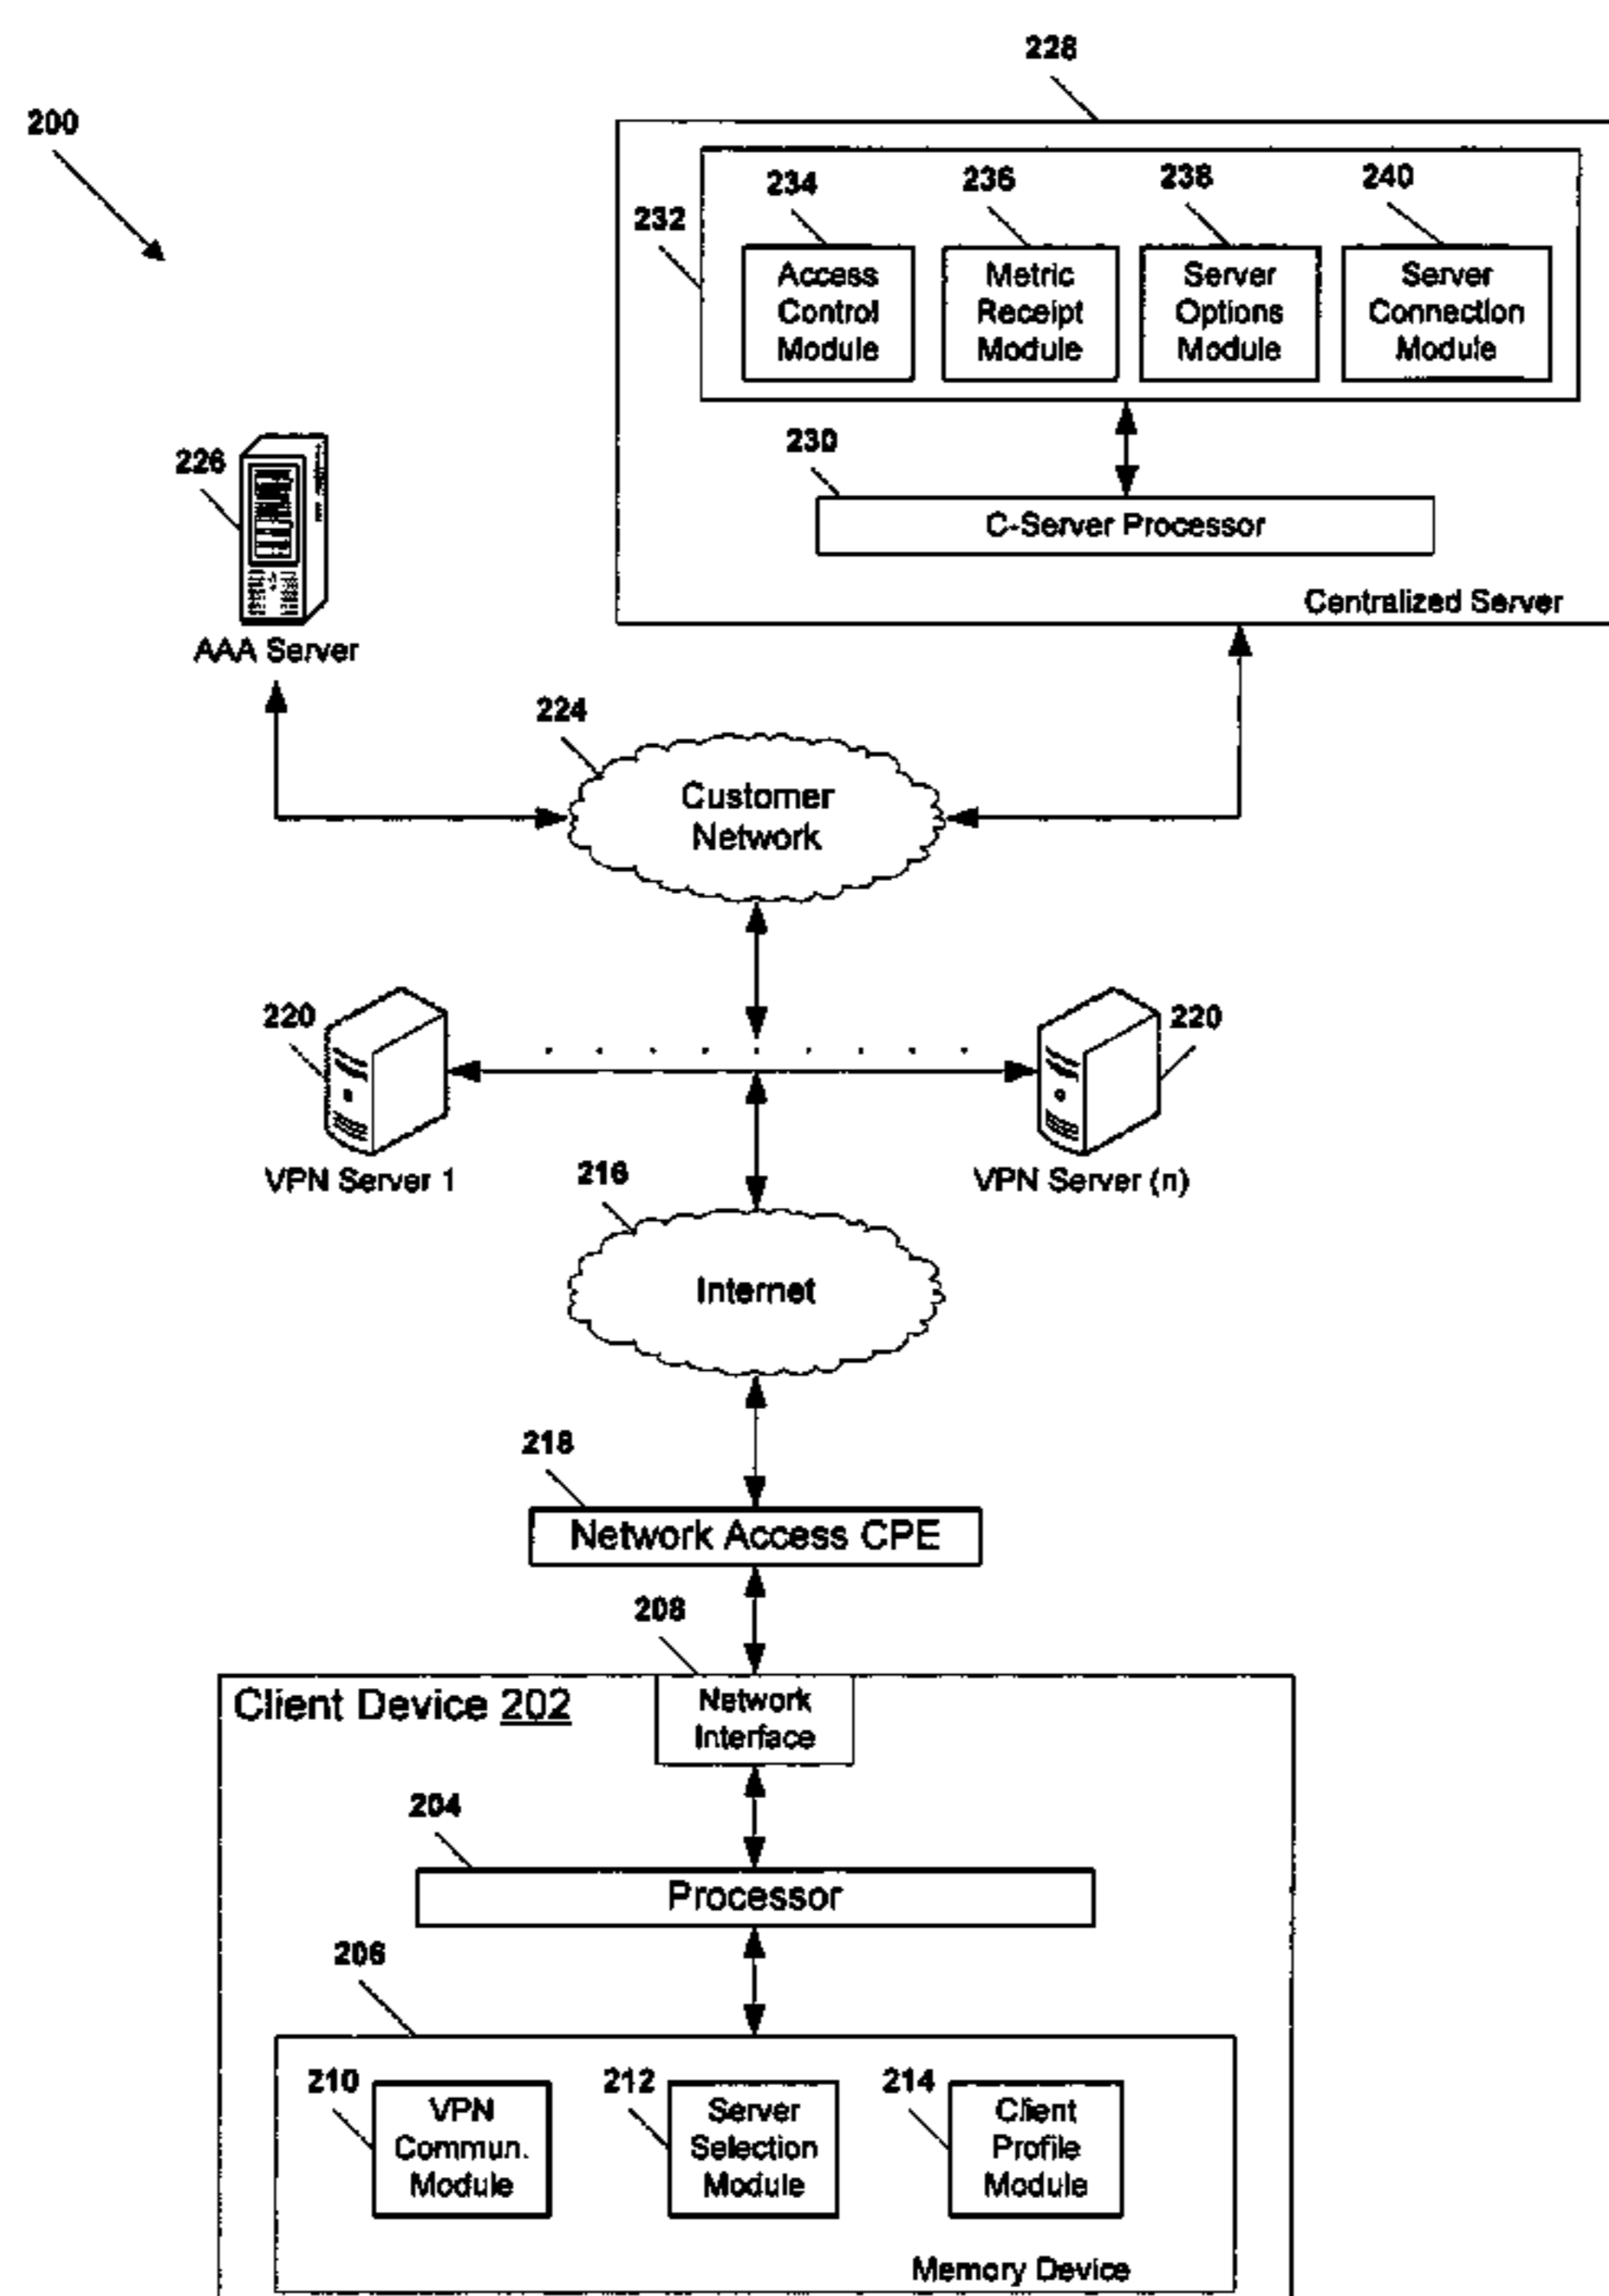 228
200
234
236
238
240
232
Access
Control
Module
Metric
Receipt
Module
Server
Options
Module
Server
Connection
Module
230
C-Server Processor
Centralized Server
226
AAA Server
224
Customer
Network
220
220
VPN Server 1
VPN Server (n)
216
Internet
218
Network Access CPE
208
Client Device 202
Network
Interface
204
Processor
206
210
VPN
Commun.
Module
212
Server
Selection
Module
214
Client
Profile
Module
Memory Device